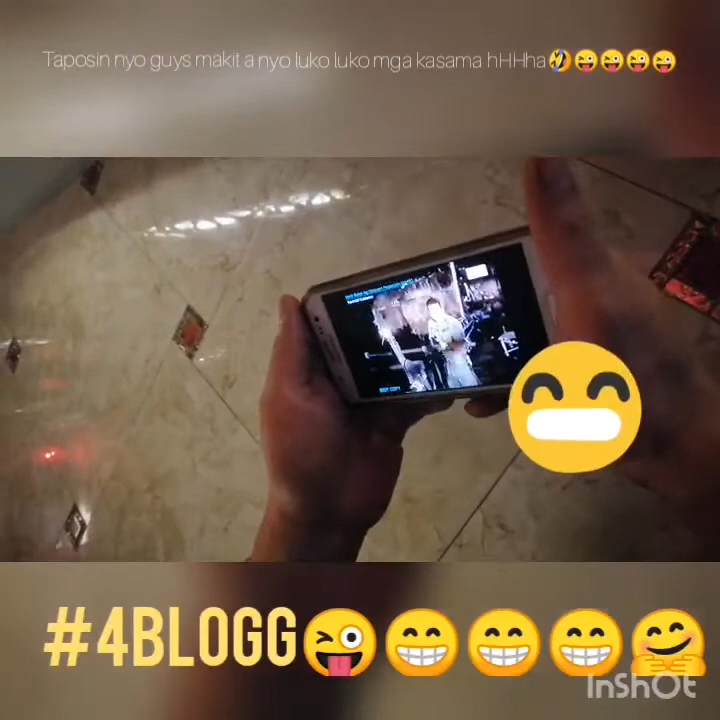 Taposin nyo guys makit a nyo luko luko mga kasama hHHha🤣😜😜😜😜
#4BLOGG😜😁😁😁🤗
InShOt